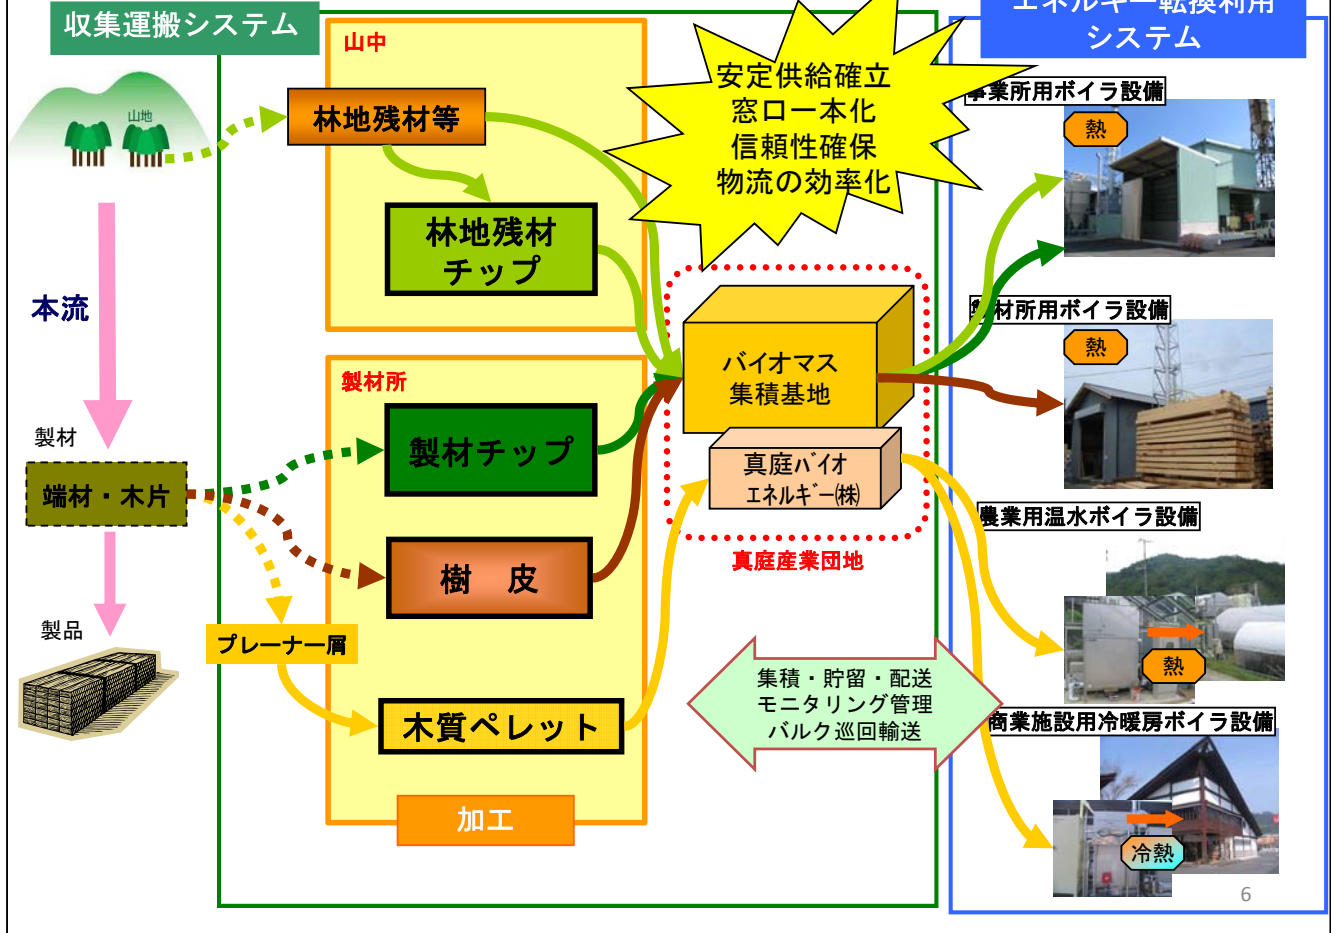 収集運搬システム
エネルギー転換利用
システム
山中
山地
林地残材等
林地残材
チップ
安定供給確立
窓口一本化
信頼性確保
物流の効率化
事業所用ボイラ設備
熱
本流
製材所用ボイラ設備
熱
バイオマス
集積基地
製材所
製材チップ
製材
端材・木片
真庭バイオ
エネルギー㈱
真庭産業団地
樹 皮
農業用温水ボイラ設備
熱
製品
プレーナー屑
木質ペレット
集積・貯留・配送
モニタリング管理
バルク巡回輸送
商業施設用冷暖房ボイラ設備
冷熱
加工
6